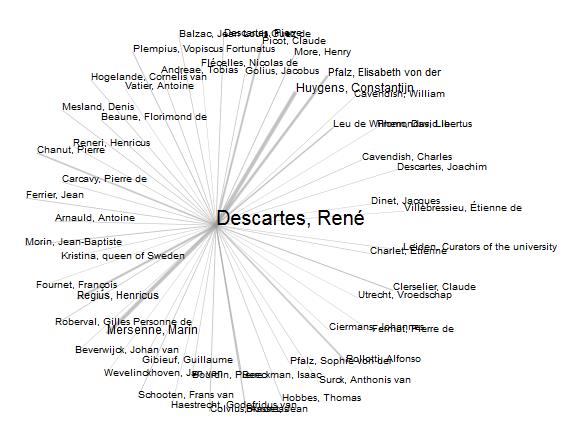 Balzac, Jean-Louis Guez de
Descartes, Pierre
Picot, Claude
Plempius, Vopiscus Fortunatus
More, Henry
Flécelles, Nicolas de
Andreae, Tobias
Golius, Jacobus
Pfalz, Elisabeth von der
Hogelande, Cornelis van
Vatier, Antoine
Huygens, Constantijn
Cavendish, William
Mesland, Denis
Beaune, Florimond de
Leu de Wilhem, David
Libertus
Reneri, Henricus
Chanut, Pierre
Cavendish, Charles
Descartes, Joachim
Carcavy, Pierre de
Ferrier, Jean
Dinet, Jacques
Villebressieu, Étienne de
Arnauld, Antoine
Descartes, René
Morin, Jean-Baptiste
Leiden, Curators of the university
Charlet, Étienne
Kristina, queen of Sweden
Fournet, François
Clerselier, Claude
Regius, Henricus
Utrecht, Vroedschap
Roberval, Gilles Personne de
Mersenne, Marin
Ciermans, Johannes
Fermat, Pierre de
Beverwijck, Johan van
Gibieuf, Guillaume
Pfalz, Sophie von der
Pollotti, Alfonso
Wevelinckhoven, Jan van
Bourdin, Pierre
Beeckman, Isaac
Surck, Anthonis van
Schooten, Frans van
Hobbes, Thomas
Haestrecht, Godefridus van
Colvius, Andreas
Jean